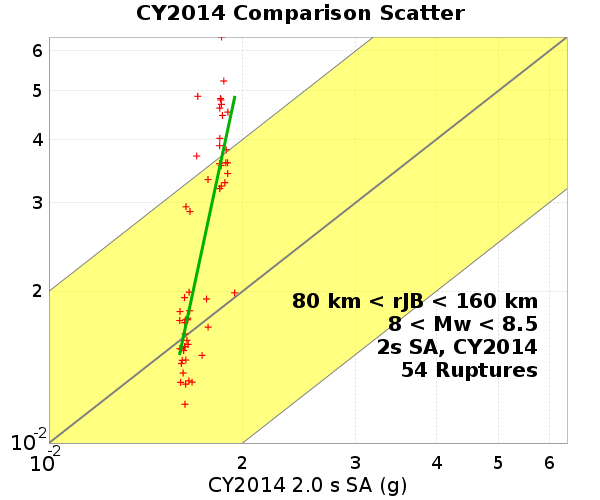 CY2014 Comparison Scatter
6
5
4
3
2
10-2
80 km < rJB < 160 km
8 < Mw < 8.5
2s SA, CY2014
54 Ruptures
10-2
2
3
4
5
6
CY2014 2.0 s SA (g)